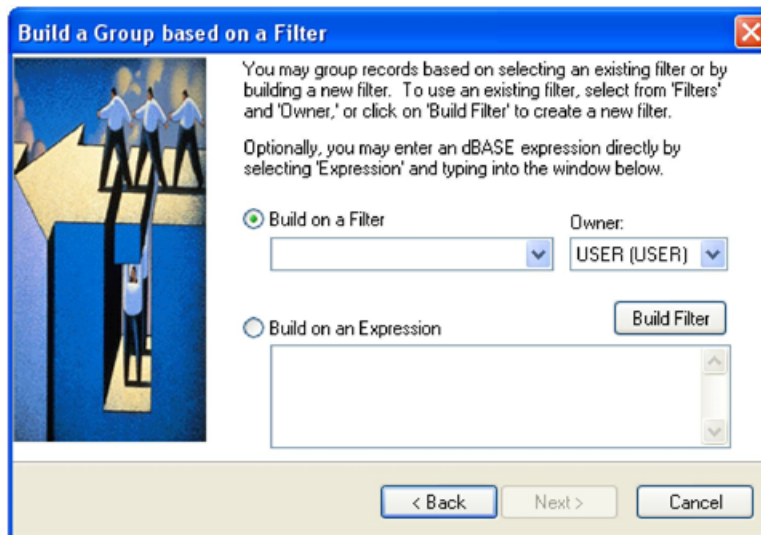 Build a Group based on a Filter
You may group records based on selecting an existing filter or by
building a new filter. To use an existing filter, select from 'Filters'
and 'Owner,' or click on 'Build Filter' to create a new filter.
Optionally, you may enter an dBASE expression directly by
selecting 'Expression' and typing into the window below.
Build on a Filter
Owner:
USER (USER)
Build on an Expression
Build Filter
< Back
Next >
Cancel